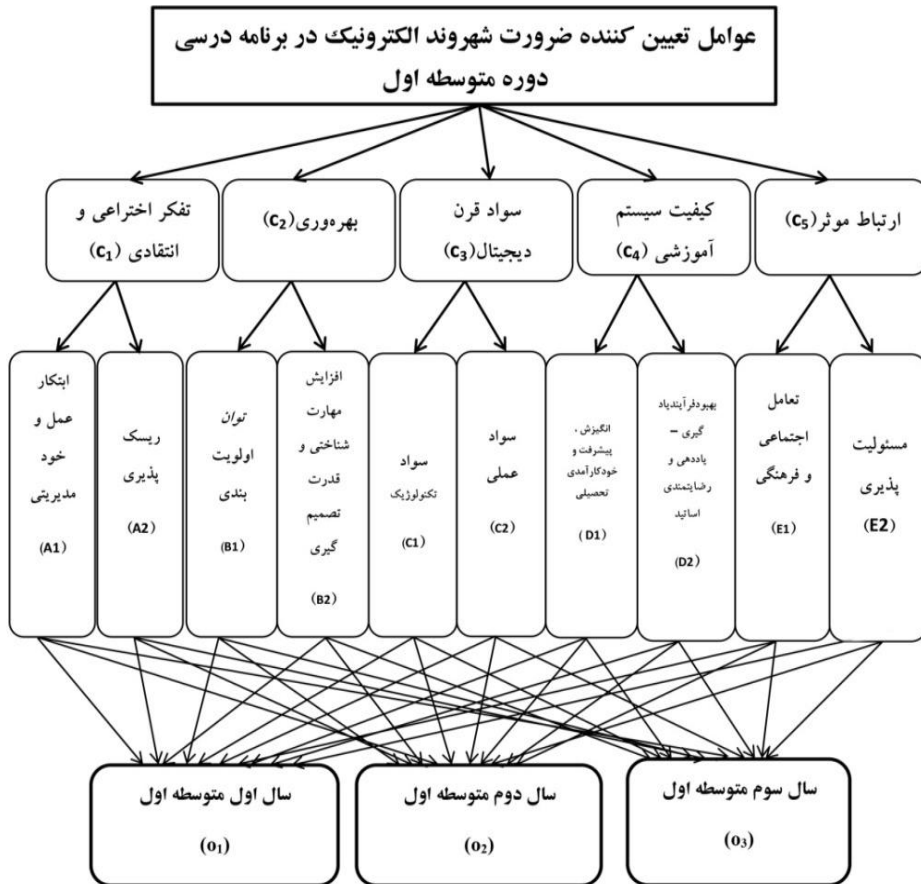 عوامل تعیین کننده ضرورت شهروند الکترونیک در برنامه درسی
دوره متوسطه اول
ارتباط موثر(C₅)
کیفیت سیستم
آموزشی (C₄)
سواد قرن
دیجیتال(C₃)
بهره‌وری(C₂)
تفکر اختراعی و
انتقادی (C₁)
مسئولیت
پذیری
(E2)
تعامل
اجتماعی
و فرهنگی
(E1)
بهبودفرآیندیاد
گیری –
یاددهی و
رضایتمندی
اساتید
(D2)
انگیزش ،
پیشرفت و
خودکارآمدی
تحصیلی
(D1)
سواد
عملی
(C2)
سواد
تکنولوژیک
(C1)
افزایش
مهارت
شناختی و
قدرت
تصمیم
گیری
(B2)
توان
اولویت
بندی
(B1)
ریسک
پذیری
(A2)
ابتکار
عمل و
خود
مدیریتی
(A1)
سال سوم متوسطه اول
(o₃)
سال دوم متوسطه اول
(o₂)
سال اول متوسطه اول
(o₁)